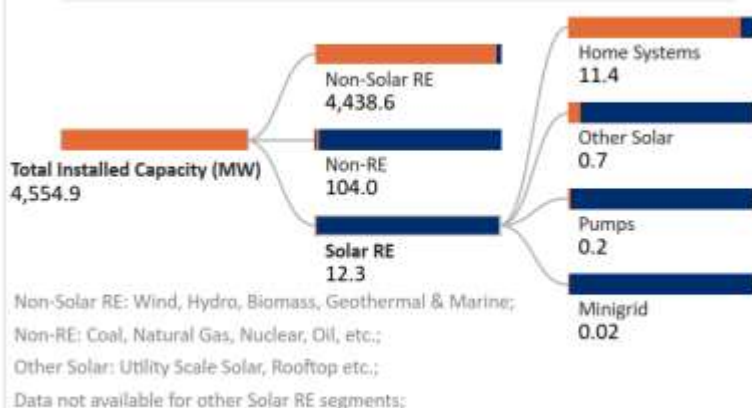 Total Installed Capacity (MW)
4,554.9
Non-Solar RE
4,438.6
Non-RE
104.0
Solar RE
12.3
Home Systems
11.4
Other Solar
0.7
Pumps
0.2
Minigrid
0.02
Non-Solar RE: Wind, Hydro, Biomass, Geothermal & Marine;
Non-RE: Coal, Natural Gas, Nuclear, Oil, etc.;
Other Solar: Utility Scale Solar, Rooftop etc.;
Data not available for other Solar RE segments;